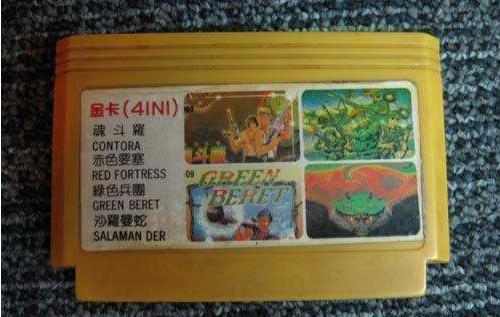 金卡(4IN1)
魂斗羅
CONTORA
赤色要塞
RED FORTRESS
綠色兵團
GREEN BERET
沙羅曼蛇
SALAMAN DER
GREEN
BERET